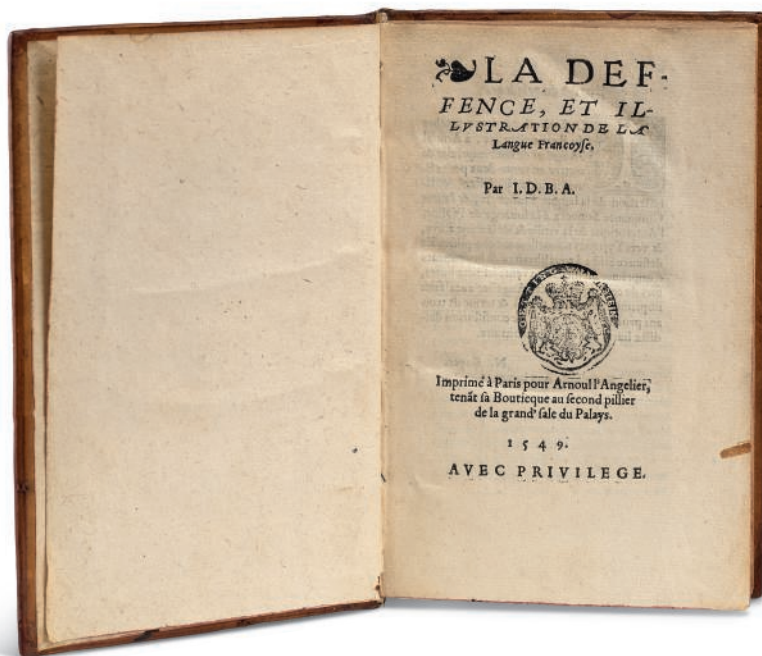 LA DEF-
FENCE, ET IL-
LVSTRATION DE LA
Langue Francoyſe,
Par I. D. B. A.
Imprimé à Paris pour Arnoul l'Angelier,
tenāt ſa Bouticque au ſecond pillier
de la grand' ſale du Palays.
1549.
AVEC PRIVILEGE.